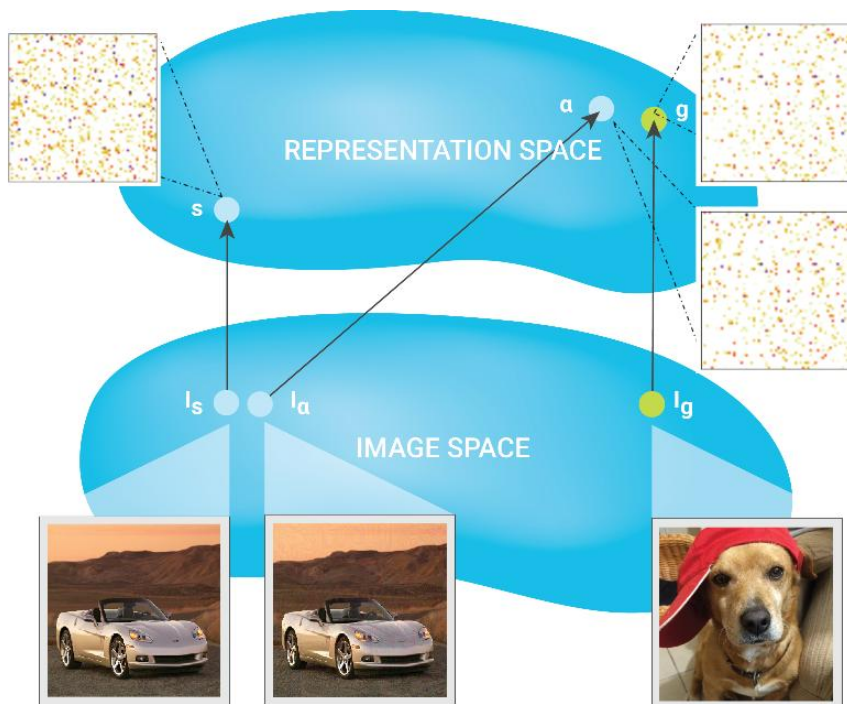 α
g
REPRESENTATION SPACE
s
Is
Iα
Ig
IMAGE SPACE